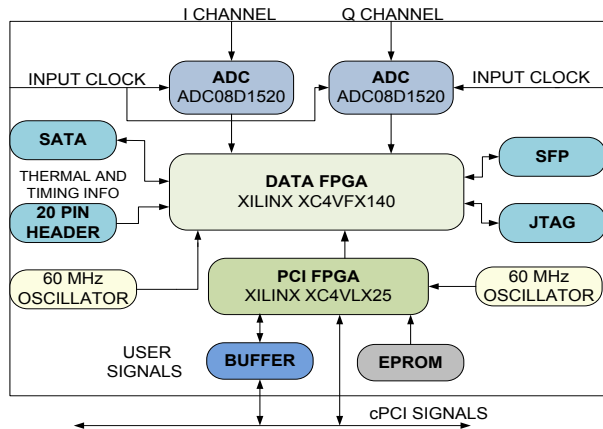 I CHANNEL
Q CHANNEL
INPUT CLOCK
ADC
ADC08D1520
ADC
ADC08D1520
INPUT CLOCK
SATA
THERMAL AND
TIMING INFO
20 PIN
HEADER
DATA FPGA
XILINX XC4VFX140
SFP
JTAG
60 MHz
OSCILLATOR
PCI FPGA
XILINX XC4VLX25
60 MHz
OSCILLATOR
USER
SIGNALS
BUFFER
EPROM
cPCI SIGNALS